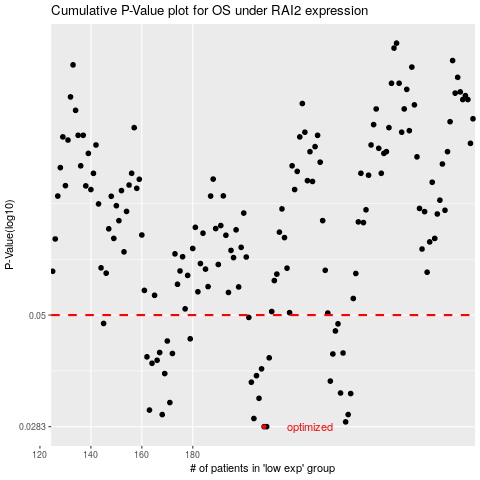 Cumulative P-Value plot for OS under RAI2 expression
P-Value(log10)
0.05
0.0283
optimized
120 140 160 180
# of patients in 'low exp' group